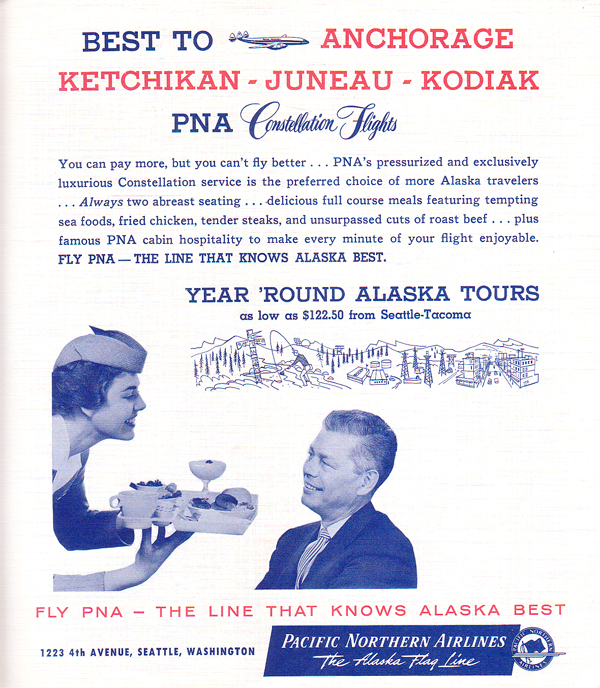 BEST TO ANCHORAGE
KETCHIKAN - JUNEAU - KODIAK
PNA Constellation Flights
You can pay more, but you can't fly better . . . PNA's pressurized and exclusively
luxurious Constellation service is the preferred choice of more Alaska travelers
. . . Always two abreast seating . . . delicious full course meals featuring tempting
sea foods, fried chicken, tender steaks, and unsurpassed cuts of roast beef . . . plus
famous PNA cabin hospitality to make every minute of your flight enjoyable.
FLY PNA — THE LINE THAT KNOWS ALASKA BEST.
YEAR 'ROUND ALASKA TOURS
as low as $122.50 from Seattle-Tacoma
FLY PNA – THE LINE THAT KNOWS ALASKA BEST
1223 4th AVENUE, SEATTLE, WASHINGTON
PACIFIC NORTHERN AIRLINES
The Alaska Flag Line
PACIFIC NORTHERN
AIRLINES